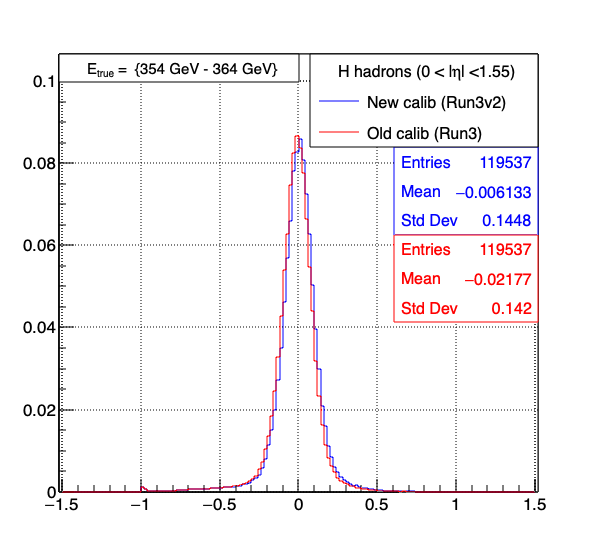 E_true = {354 GeV - 364 GeV}
H hadrons (0 < |η| <1.55)
New calib (Run3v2)
Old calib (Run3)
Entries 119537
Mean −0.006133
Std Dev 0.1448
Entries 119537
Mean −0.02177
Std Dev 0.142
0.1
0.08
0.06
0.04
0.02
0
−1.5 −1 −0.5 0 0.5 1 1.5